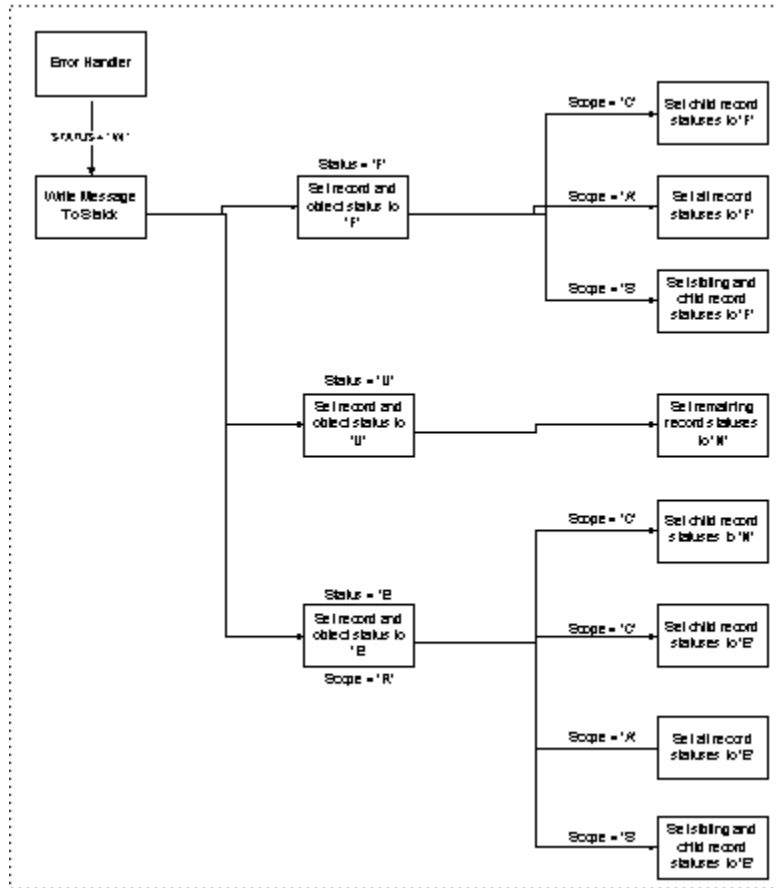 Error Handler
Status = 'W'
Write Message
To Stack
Status = 'F'
Set record and
object status to
'F'
Scope = 'C'
Set child record
statuses to 'F'
Scope = 'A'
Set all record
statuses to 'F'
Scope = 'S
Set sibling and
child record
statuses to 'F'
Status = 'U'
Set record and
object status to
'U'
Set remaining
record statuses
to 'N'
Status = 'E
Set record and
object status to
'E
Scope = 'R'
Scope = 'C'
Set child record
statuses to 'N'
Scope = 'C'
Set child record
statuses to 'E'
Scope = 'A'
Set all record
statuses to 'E'
Scope = 'S
Set sibling and
child record
statuses to 'E'